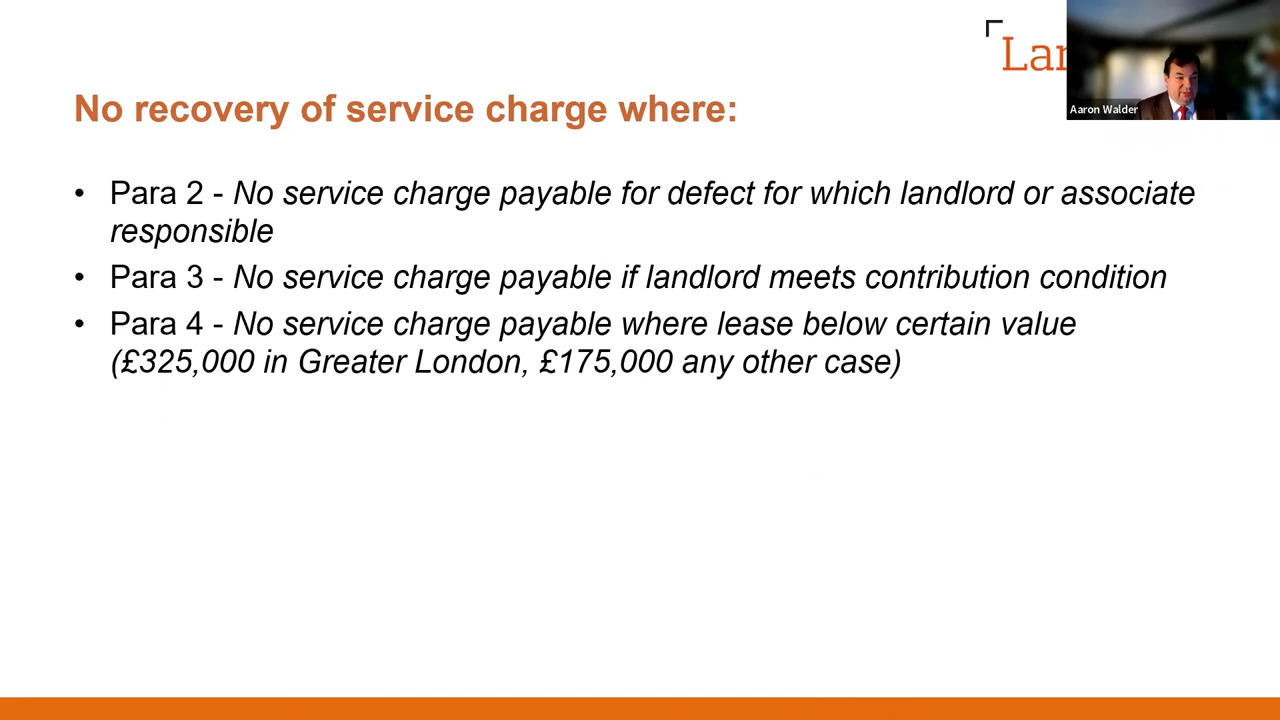 Lan
Aaron Walder
No recovery of service charge where:
• Para 2 - No service charge payable for defect for which landlord or associate
responsible
• Para 3 - No service charge payable if landlord meets contribution condition
• Para 4 - No service charge payable where lease below certain value
(£325,000 in Greater London, £175,000 any other case)